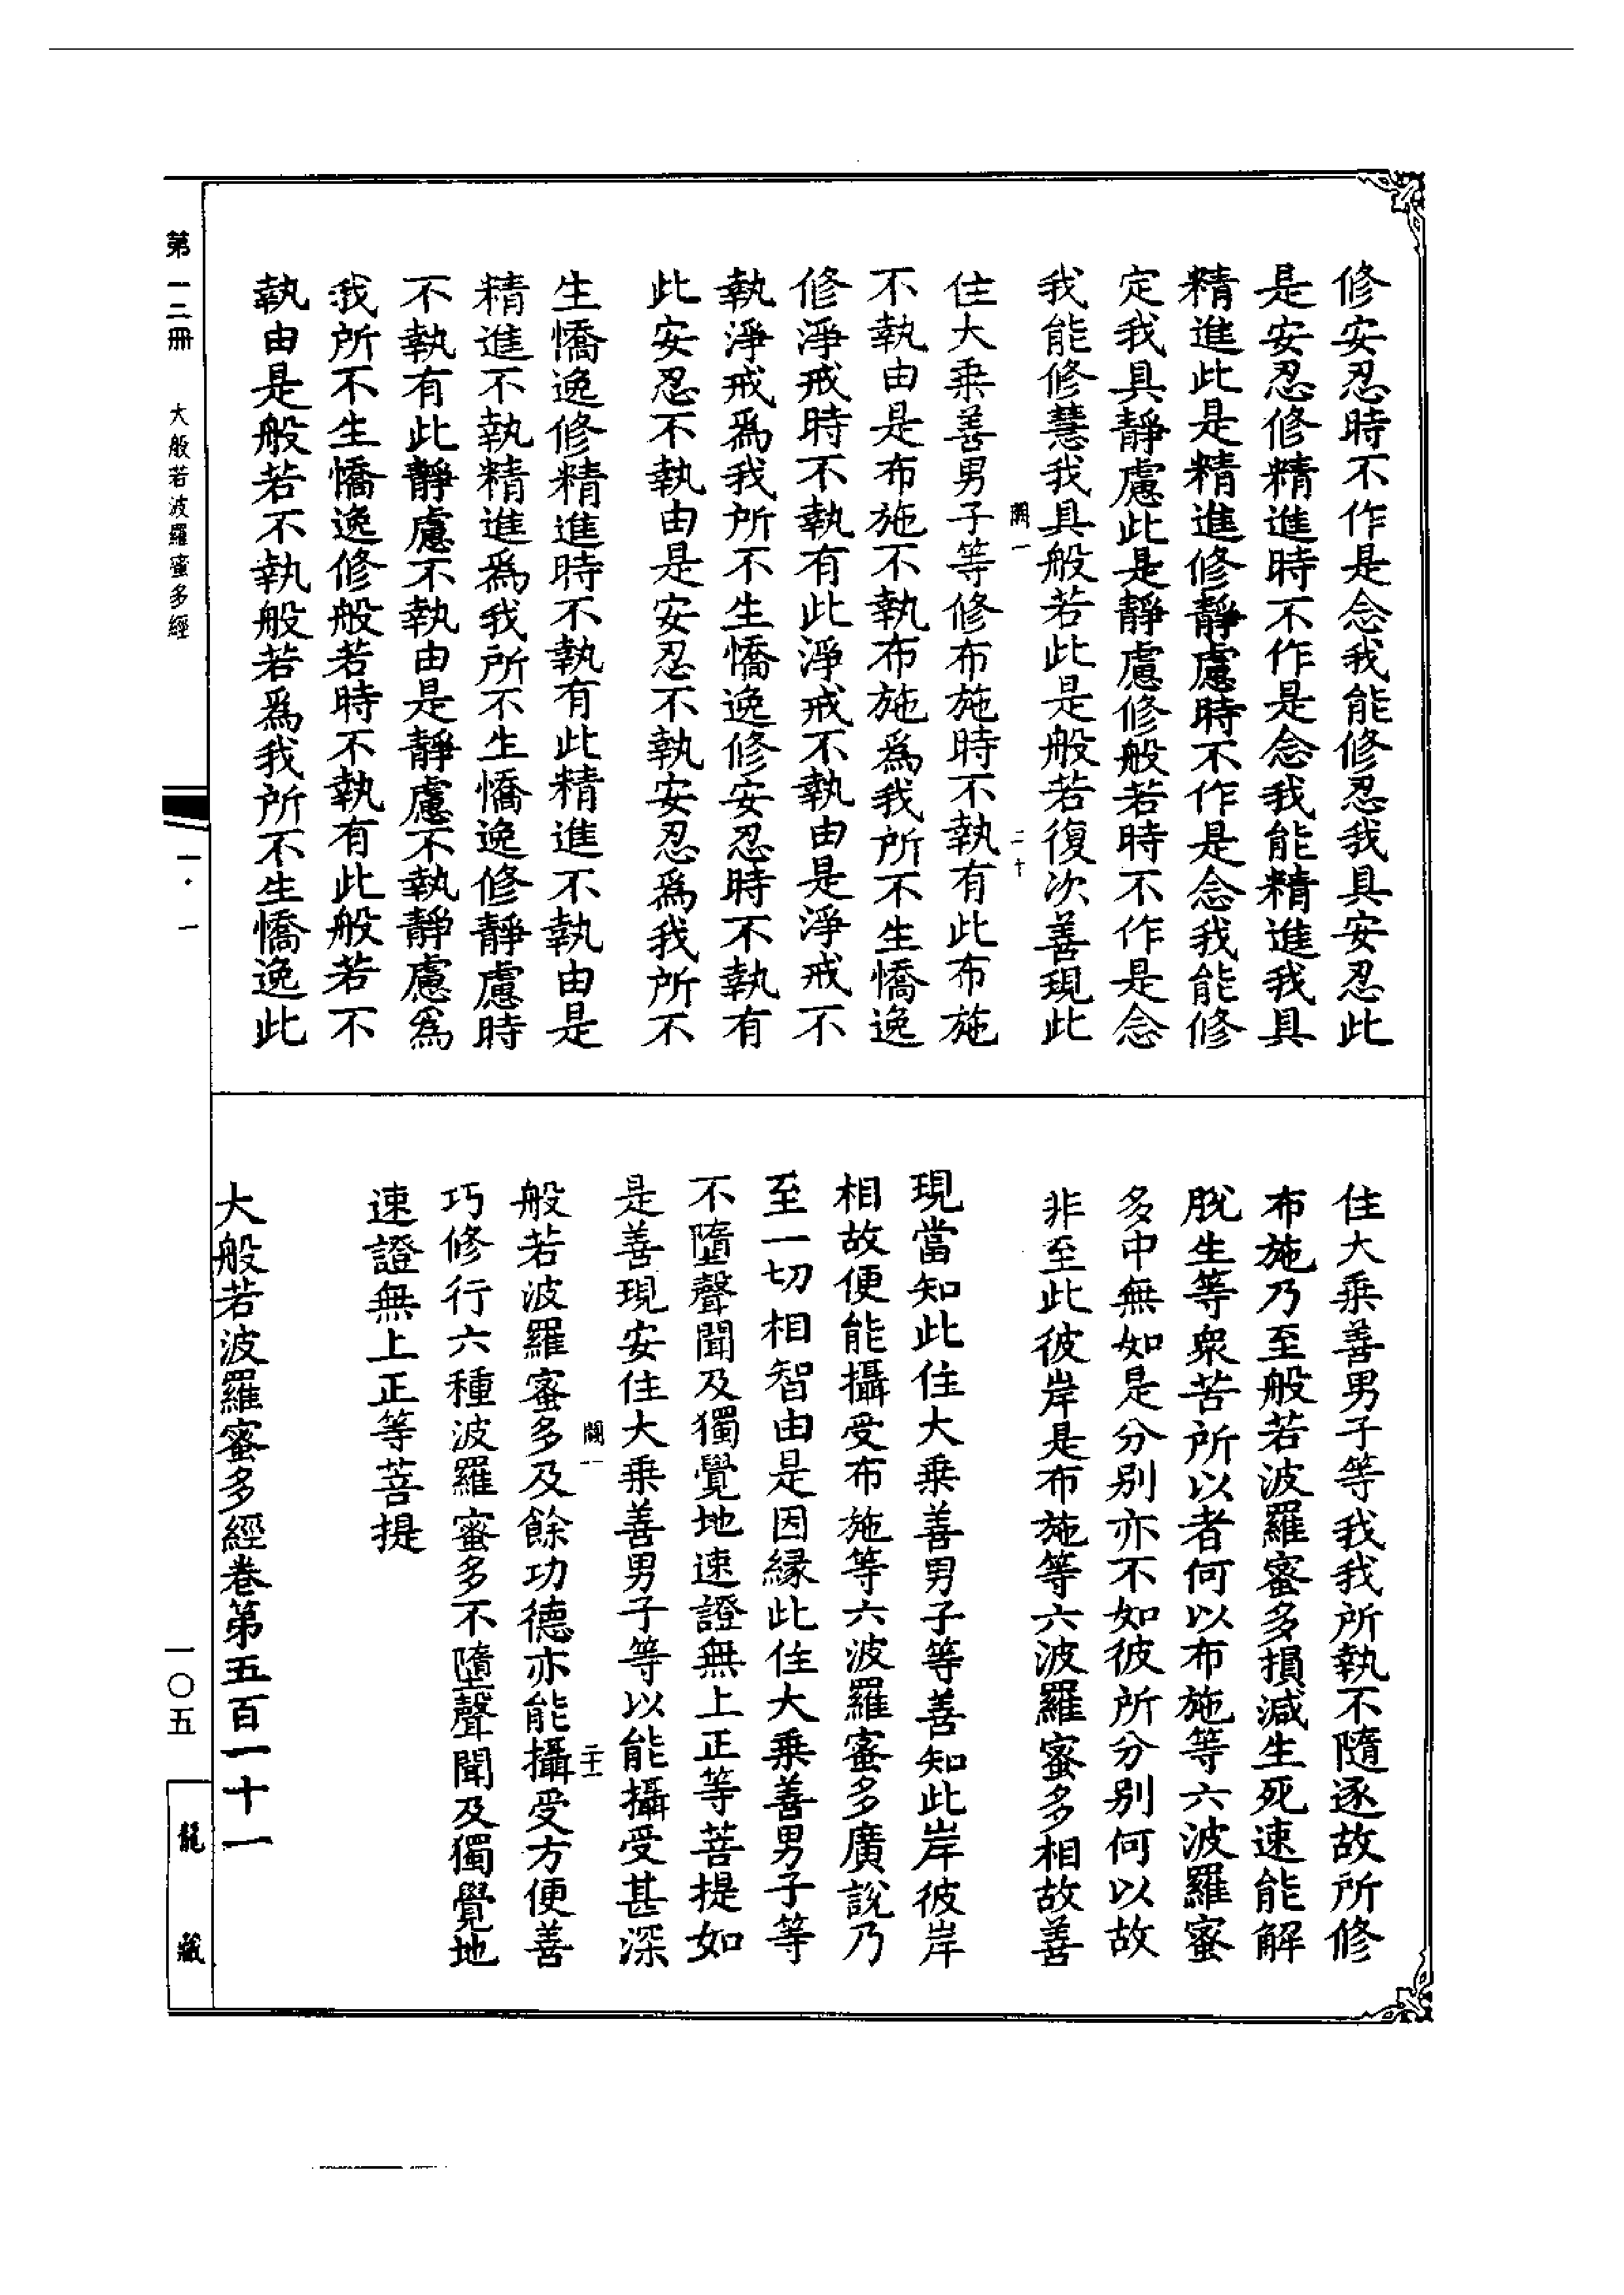 修安忍時不作是念我能修忍我具安忍此
是安忍修精進時不作是念我能精進我具
精進此是精進修靜慮時不作是念我能修
定我具靜慮此是靜慮修般若時不作是念
我能修慧我具般若此是般若復次善現此
闕一
二十
住大乘善男子等修布施時不執有此布施
不執由是布施不執布施爲我所不生憍逸
修淨戒時不執有此淨戒不執由是淨戒不
執淨戒爲我所不生憍逸修安忍時不執有
此安忍不執由是安忍不執安忍爲我所不
生憍逸修精進時不執有此精進不執由是
精進不執精進爲我所不生憍逸修靜慮時
不執有此靜慮不執由是靜慮不執靜慮爲
我所不生憍逸修般若時不執有此般若不
執由是般若不執般若爲我所不生憍逸此
住大乘善男子等我我所執不隨逐故所修
布施乃至般若波羅蜜多損減生死速能解
脫生等衆苦所以者何以布施等六波羅蜜
多中無如是分別亦不如彼所分別何以故
非至此彼岸是布施等六波羅蜜多相故善
現當知此住大乘善男子等善知此岸彼岸
相故便能攝受布施等六波羅蜜多廣說乃
至一切相智由是因緣此住大乘善男子等
不墮聲聞及獨覺地速證無上正等菩提如
是善現安住大乘善男子等以能攝受甚深
闕一
二十一
般若波羅蜜多及餘功德亦能攝受方便善
巧修行六種波羅蜜多不墮聲聞及獨覺地
速證無上正等菩提
大般若波羅蜜多經卷第五百一十一
第一二冊
大般若波羅蜜多經
一·一
一〇五
龍藏